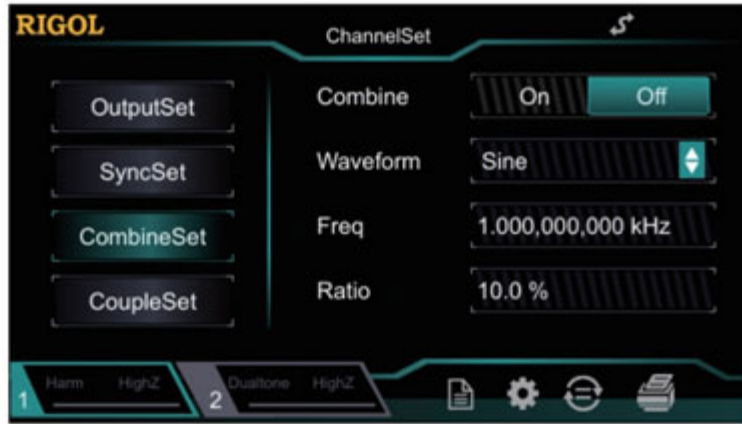 RIGOL
ChannelSet
OutputSet
SyncSet
CombineSet
CoupleSet
Combine On Off
Waveform Sine
Freq 1.000,000,000 kHz
Ratio 10.0 %
1 Harm HighZ
2 Dualtone HighZ